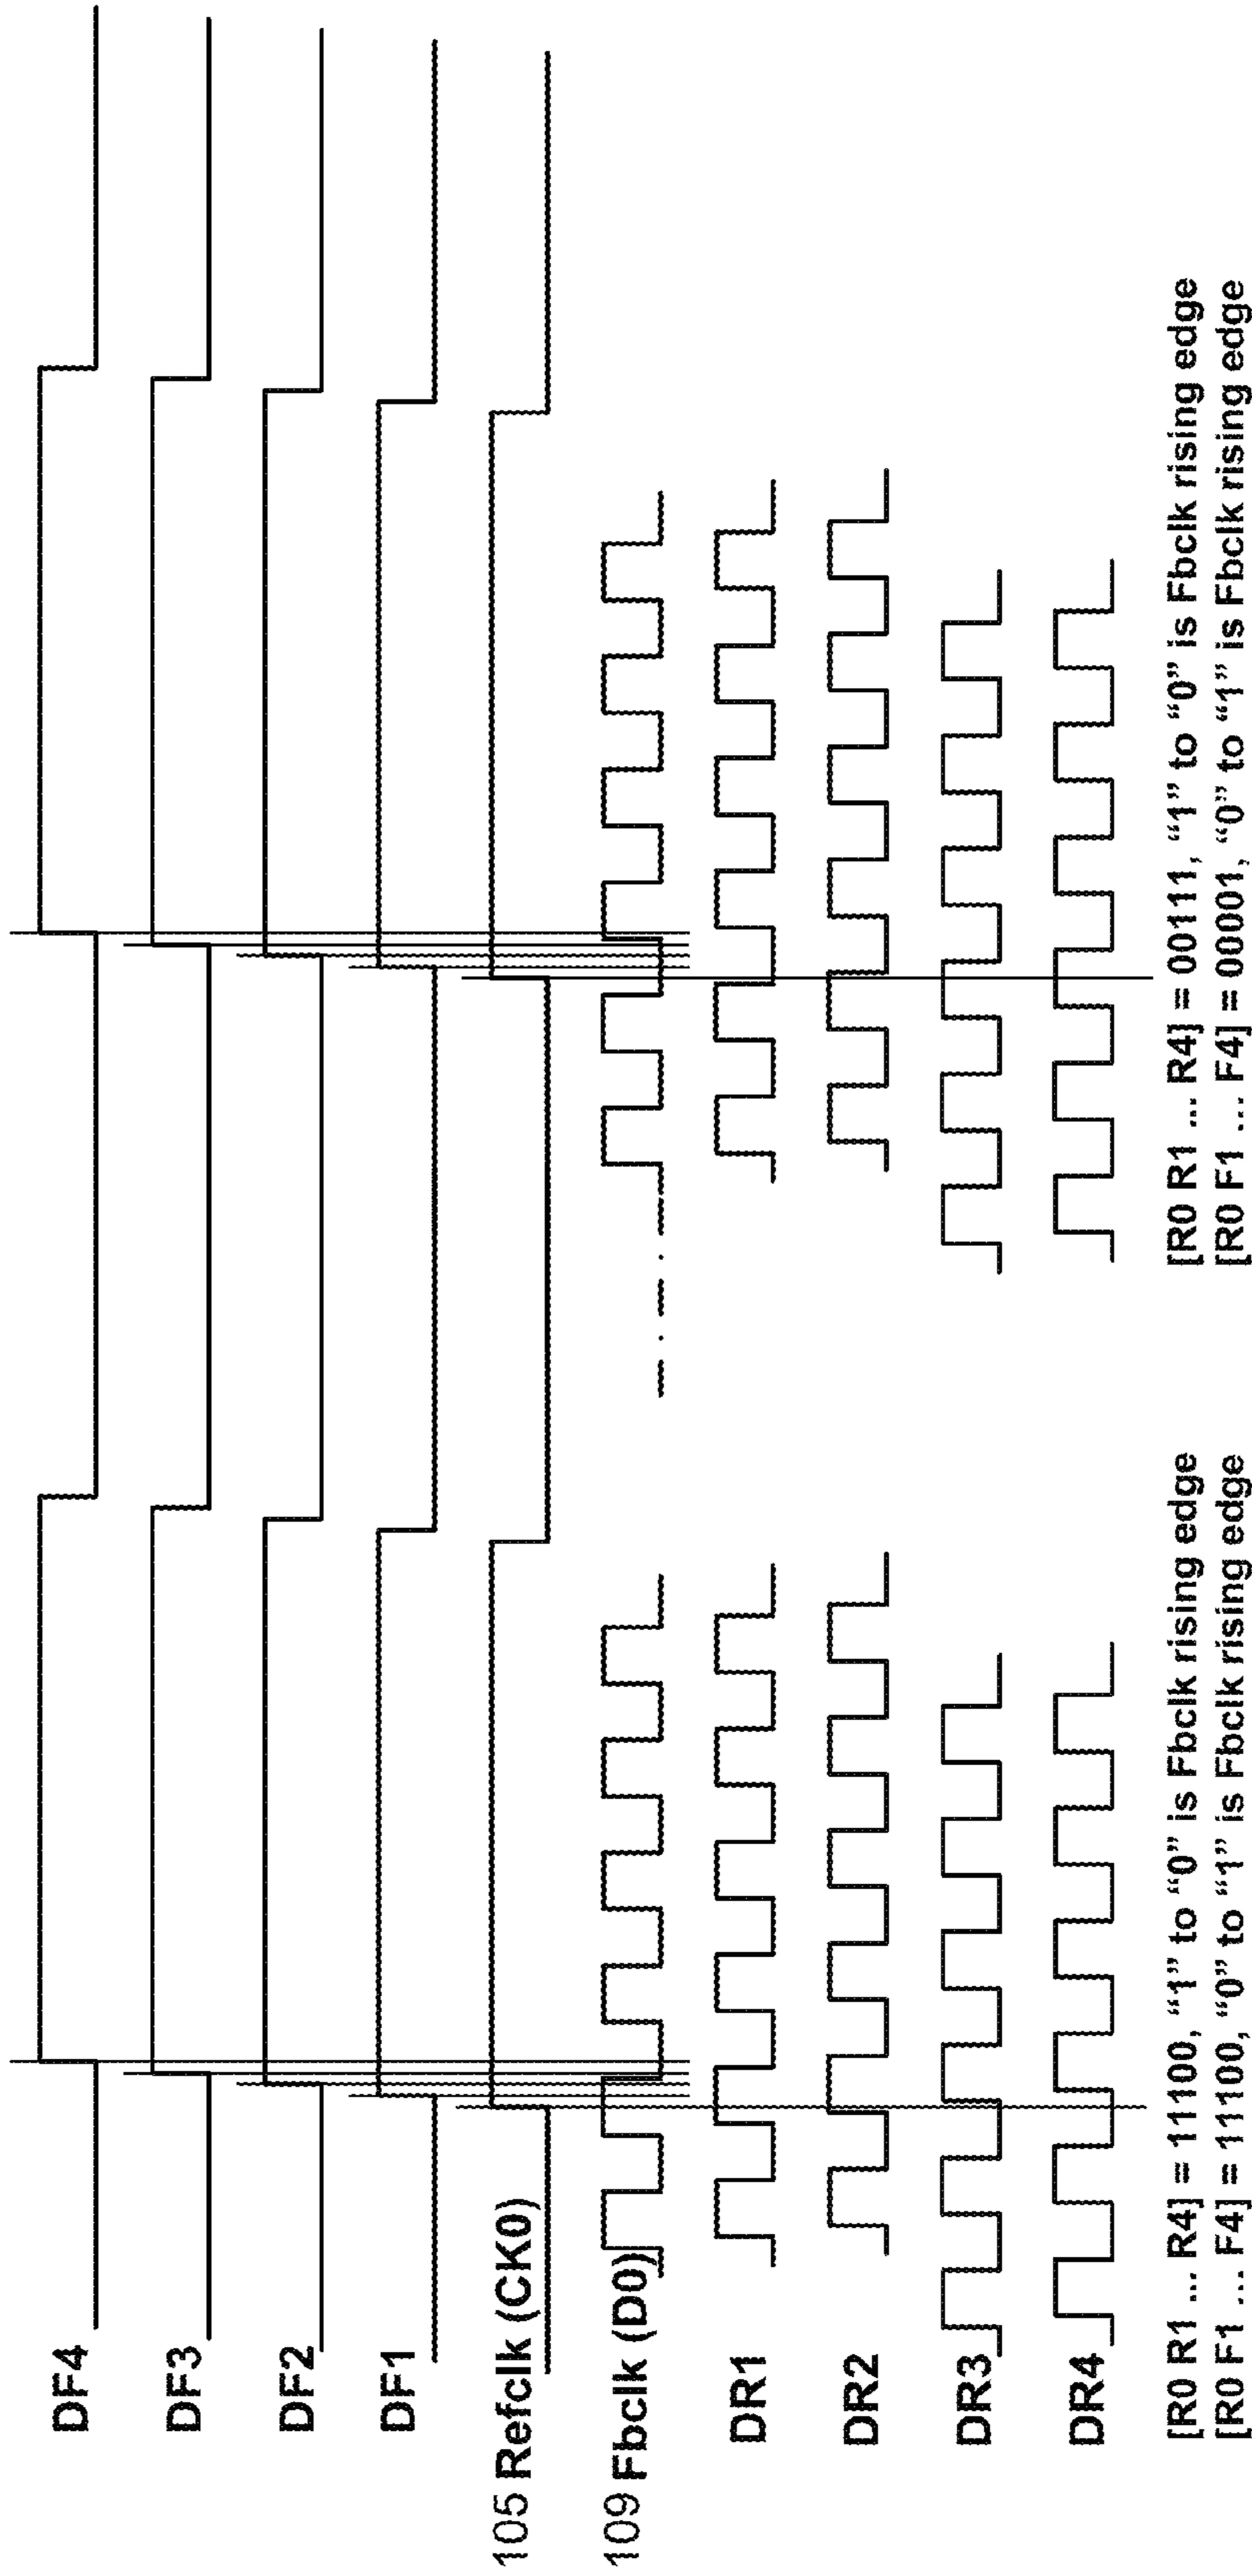 DF4
DF3
DF2
DF1
105 Refclk (CK0)
109 Fbclk (D0)
DR1
DR2
DR3
DR4
[R0 R1 ... R4] = 11100, “1” to “0” is Fbclk rising edge
[R0 F1 ... F4] = 11100, “0” to “1” is Fbclk rising edge
[R0 R1 ... R4] = 00111, “1” to “0” is Fbclk rising edge
[R0 F1 ... F4] = 00001, “0” to “1” is Fbclk rising edge